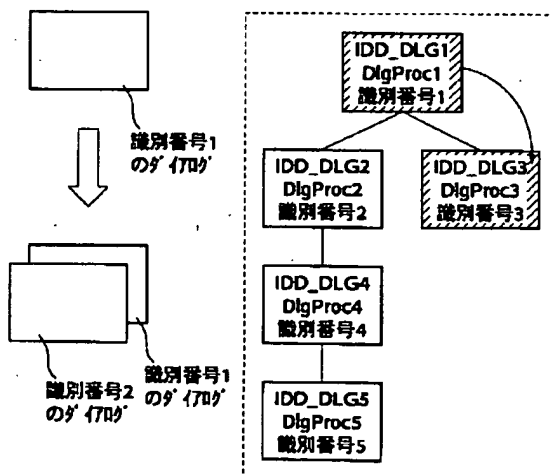 識別番号1
のダイアログ
識別番号2
のダイアログ
識別番号1
のダイアログ
IDD_DLG1
DlgProc1
識別番号1
IDD_DLG2
DlgProc2
識別番号2
IDD_DLG3
DlgProc3
識別番号3
IDD_DLG4
DlgProc4
識別番号4
IDD_DLG5
DlgProc5
識別番号5